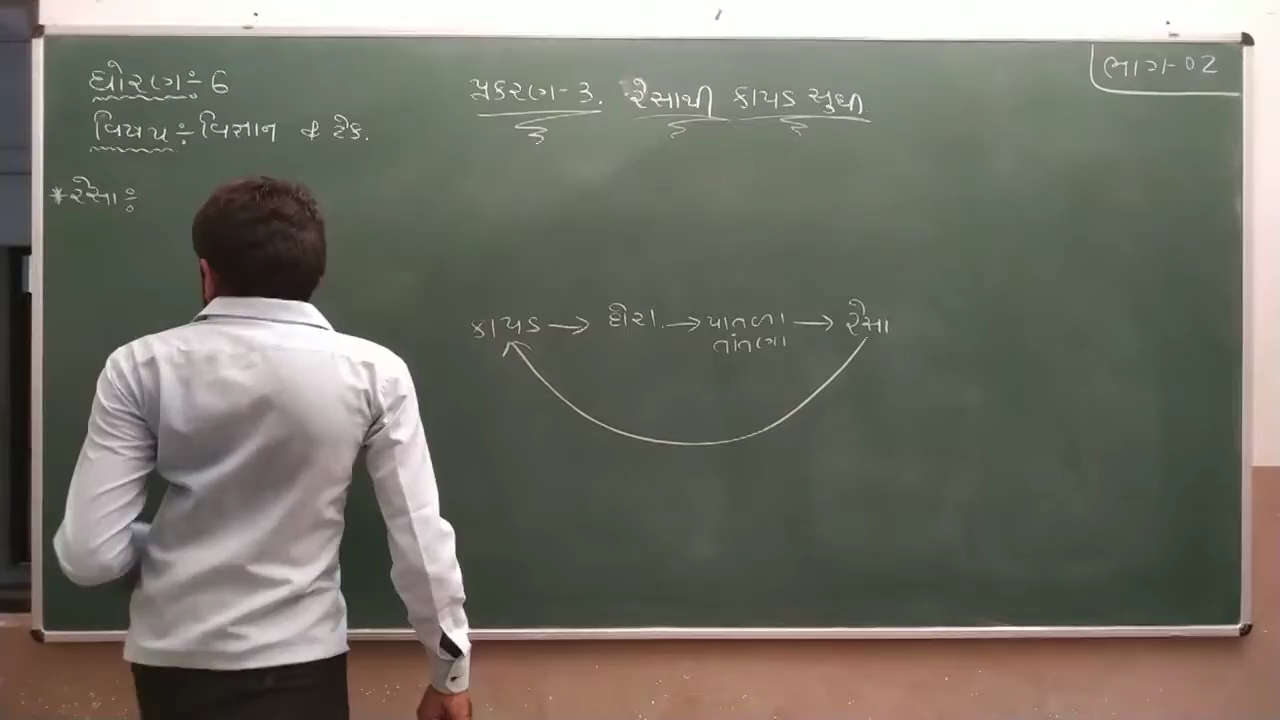 ધોરણ÷ 6
વિષય÷ વિજ્ઞાન & ટેક.
પ્રકરણ-3. રેસાથી કાપડ સુધી
ભાગ-02
*રેસા÷
કાપડ → દોરા → પાતળા → રેસા
તાંતણા